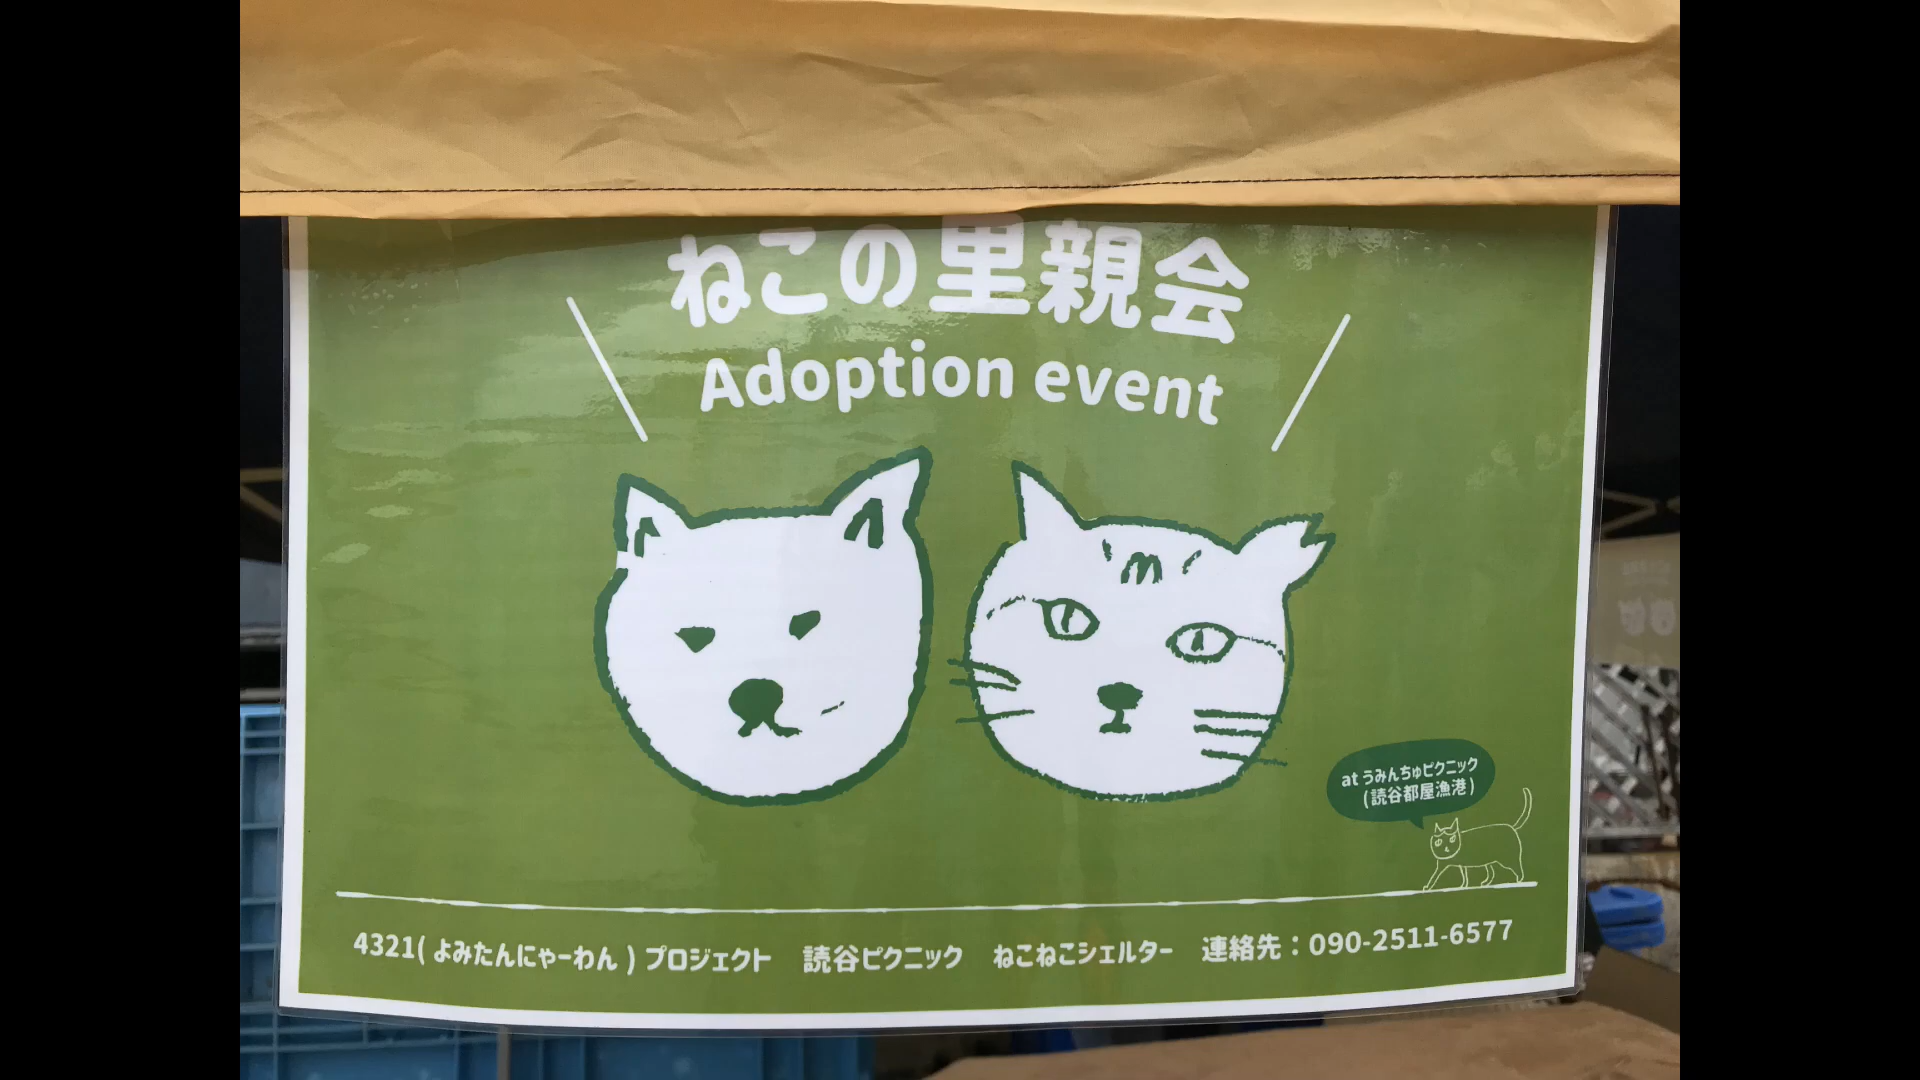 ねこの里親会
Adoption event
at うみんちゅピクニック
(読谷都屋漁港)
4321(よみたんにゃーわん)プロジェクト 読谷ピクニック ねこねこシェルター 連絡先：090-2511-6577